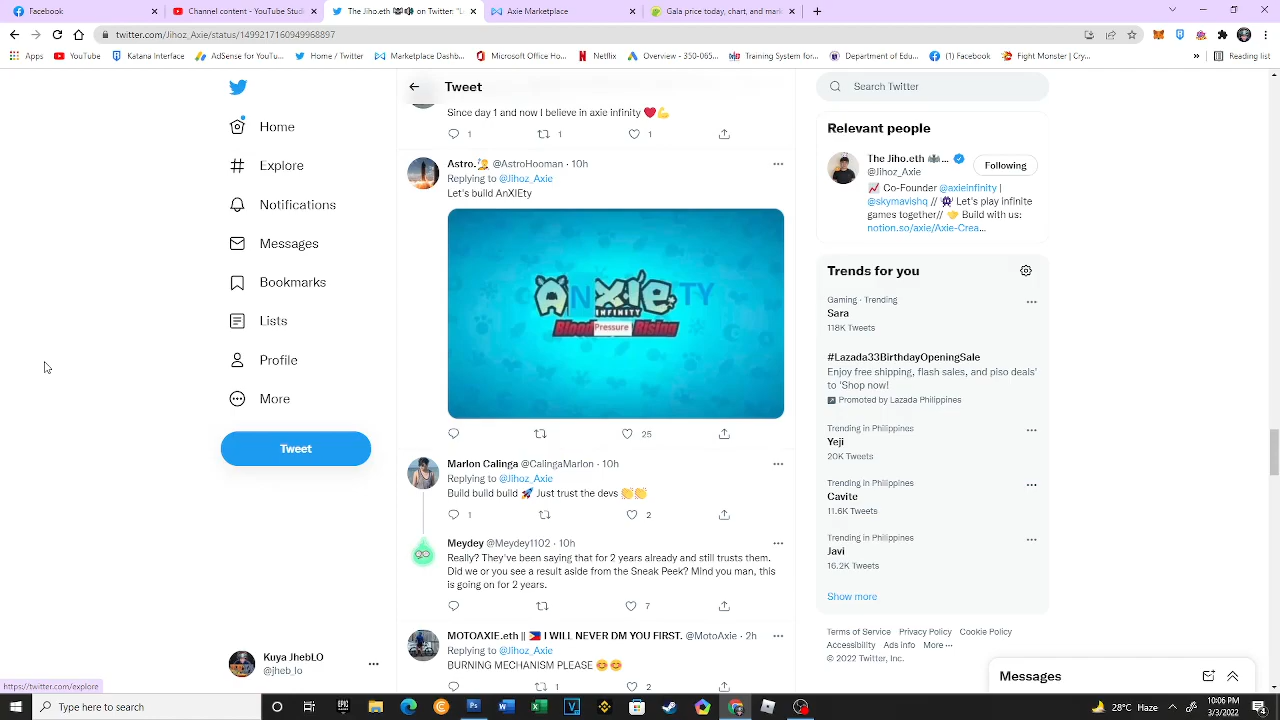 Facebook
Channel content - YouTube Studi
The Jiho.eth on Twitter: "L
Axie Marketplace
Gala price today, chart, and mark
twitter.com/Jihoz_Axie/status/1499217160949968897
Apps
YouTube
Katana Interface
AdSense for YouTube...
Home / Twitter
Marketplace Dashbo...
Microsoft Office Ho...
Netflix
Overview - 350-065...
Training System for...
Department of Edu...
(1) Facebook
Fight Monster | Cry...
»
Reading list
Home
Explore
Notifications
Messages
Bookmarks
Lists
Profile
More
Tweet
Kuya JhebLO
@jheb_lo
https://twitter.com/explore
Tweet
Since day 1 and now I believe in axie infinity ❤️💪
1 1 1
Astro. @AstroHooman · 10h
Replying to @Jihoz_Axie
Let's build AnXIEty
ANXIE.TY
INFINITY
Blood Pressure Rising
25
Marlon Calinga @CalingaMarlon · 10h
Replying to @Jihoz_Axie
Build build build 🚀 Just trust the devs 👏👏
1 2
Meydey @Meydey1102 · 10h
Really? They've been saying that for 2 years already and still trusts them.
Did we or you see a result aside from the Sneak Peek? Mind you man, this
is going on for 2 years.
7
MOTOAXIE.eth || 🇵🇭 I WILL NEVER DM YOU FIRST. @MotoAxie · 2h
Replying to @Jihoz_Axie
BURNING MECHANISM PLEASE 😊😊
1 2
Search Twitter
Relevant people
The Jiho.eth ...
@Jihoz_Axie
Following
📈 Co-Founder @axieinfinity |
@skymavishq // 👾 Let's play infinite
games together// 🤝 Build with us:
notion.so/axie/Axie-Crea...
Trends for you
Gaming · Trending
Sara
118K Tweets
#Lazada33BirthdayOpeningSale
Enjoy free shipping, flash sales, and piso deals'
to 'Shop now!
Promoted by Lazada Philippines
Trending in Philippines
Yeji
20K Tweets
Trending in Philippines
Cavite
11.6K Tweets
Trending in Philippines
Javi
16.2K Tweets
Show more
Terms of Service Privacy Policy Cookie Policy
Accessibility Ads info More ···
© 2022 Twitter, Inc.
Messages
Type here to search
28°C Haze
10:06 PM
3/3/2022